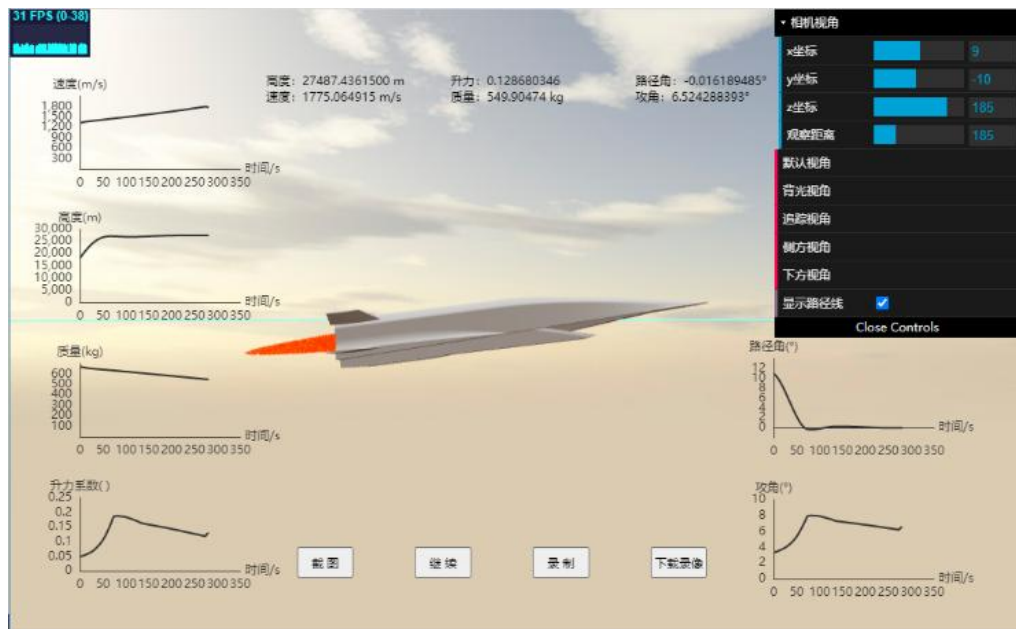 31 FPS (0-38)
相机视角
x坐标 9
y坐标 -10
z坐标 185
观察距离 185
默认视角
背光视角
追踪视角
侧方视角
下方视角
显示路径线
Close Controls
高度：27487.4361500 m 升力：0.128680346 路径角：-0.016189485°
速度：1775.064915 m/s 质量：549.90474 kg 攻角：6.524288393°
速度(m/s)
1,800
1,500
1,200
900
600
300
时间/s
0 50 100 150 200 250 300 350
高度(m)
30,000
25,000
20,000
15,000
10,000
5,000
0
时间/s
0 50 100 150 200 250 300 350
质量(kg)
600
500
400
300
200
100
时间/s
0 50 100 150 200 250 300 350
升力系数( )
0.25
0.2
0.15
0.1
0.05
0
时间/s
0 50 100 150 200 250 300 350
路径角(°)
12
10
8
6
4
2
0
时间/s
0 50 100 150 200 250 300 350
攻角(°)
10
8
6
4
2
0
时间/s
0 50 100 150 200 250 300 350
截图 继续 录制 下载录像